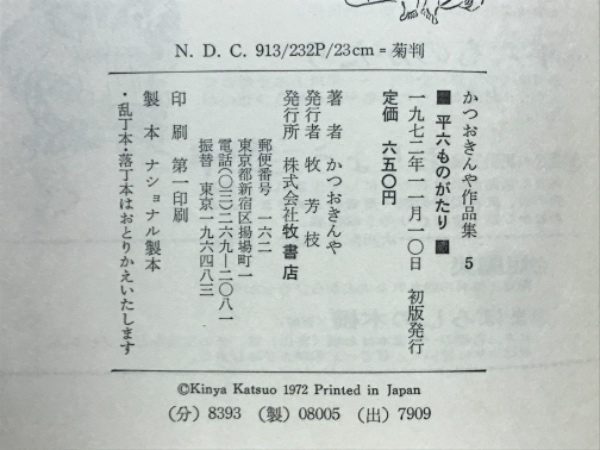 N. D. C. 913/232P/23cm=菊判
かつおきんや作品集 5
■ 平六ものがたり ■
一九七二年一一月一〇日 初版発行
定価 六五〇円
著者 かつおきんや
発行者 牧芳枝
発行所 株式会社牧書店
郵便番号 一六二
東京都新宿区揚場町一
電話(〇三)二六九—二〇八一
振替 東京一九六四八三
印刷 第一印刷
製本 ナショナル製本
・乱丁本・落丁本はおとりかえいたします
©Kinya Katsuo 1972 Printed in Japan
(分) 8393 (製) 08005 (出) 7909